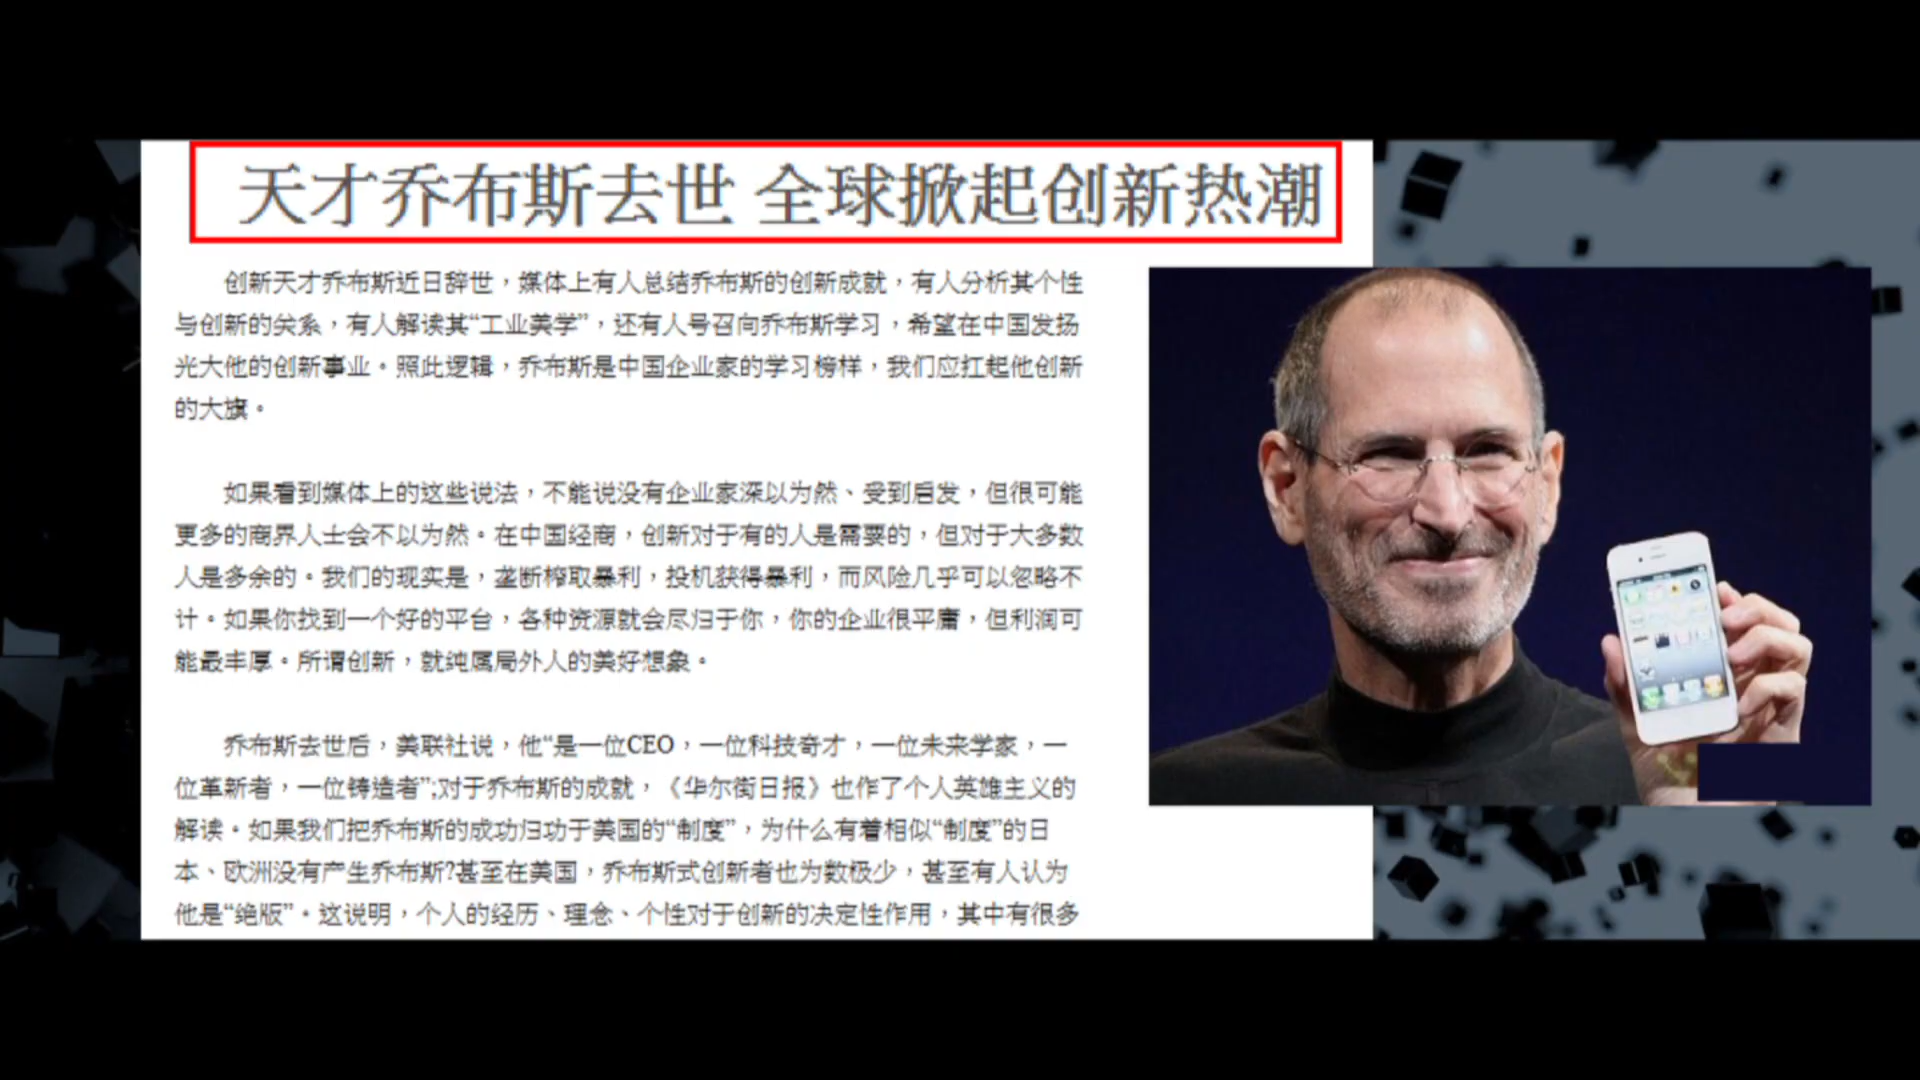 天才乔布斯去世 全球掀起创新热潮
创新天才乔布斯近日辞世，媒体上有人总结乔布斯的创新成就，有人分析其个性
与创新的关系，有人解读其“工业美学”，还有人号召向乔布斯学习，希望在中国发扬
光大他的创新事业。照此逻辑，乔布斯是中国企业家的学习榜样，我们应扛起他创新
的大旗。
如果看到媒体上的这些说法，不能说没有企业家深以为然、受到启发，但很可能
更多的商界人士会不以为然。在中国经商，创新对于有的人是需要的，但对于大多数
人是多余的。我们的现实是，垄断榨取暴利，投机获得暴利，而风险几乎可以忽略不
计。如果你找到一个好的平台，各种资源就会尽归于你，你的企业很平庸，但利润可
能最丰厚。所谓创新，就纯属局外人的美好想象。
乔布斯去世后，美联社说，他“是一位CEO，一位科技奇才，一位未来学家，一
位革新者，一位铸造者”;对于乔布斯的成就，《华尔街日报》也作了个人英雄主义的
解读。如果我们把乔布斯的成功归功于美国的“制度”，为什么有着相似“制度”的日
本、欧洲没有产生乔布斯?甚至在美国，乔布斯式创新者也为数极少，甚至有人认为
他是“绝版”。这说明，个人的经历、理念、个性对于创新的决定性作用，其中有很多